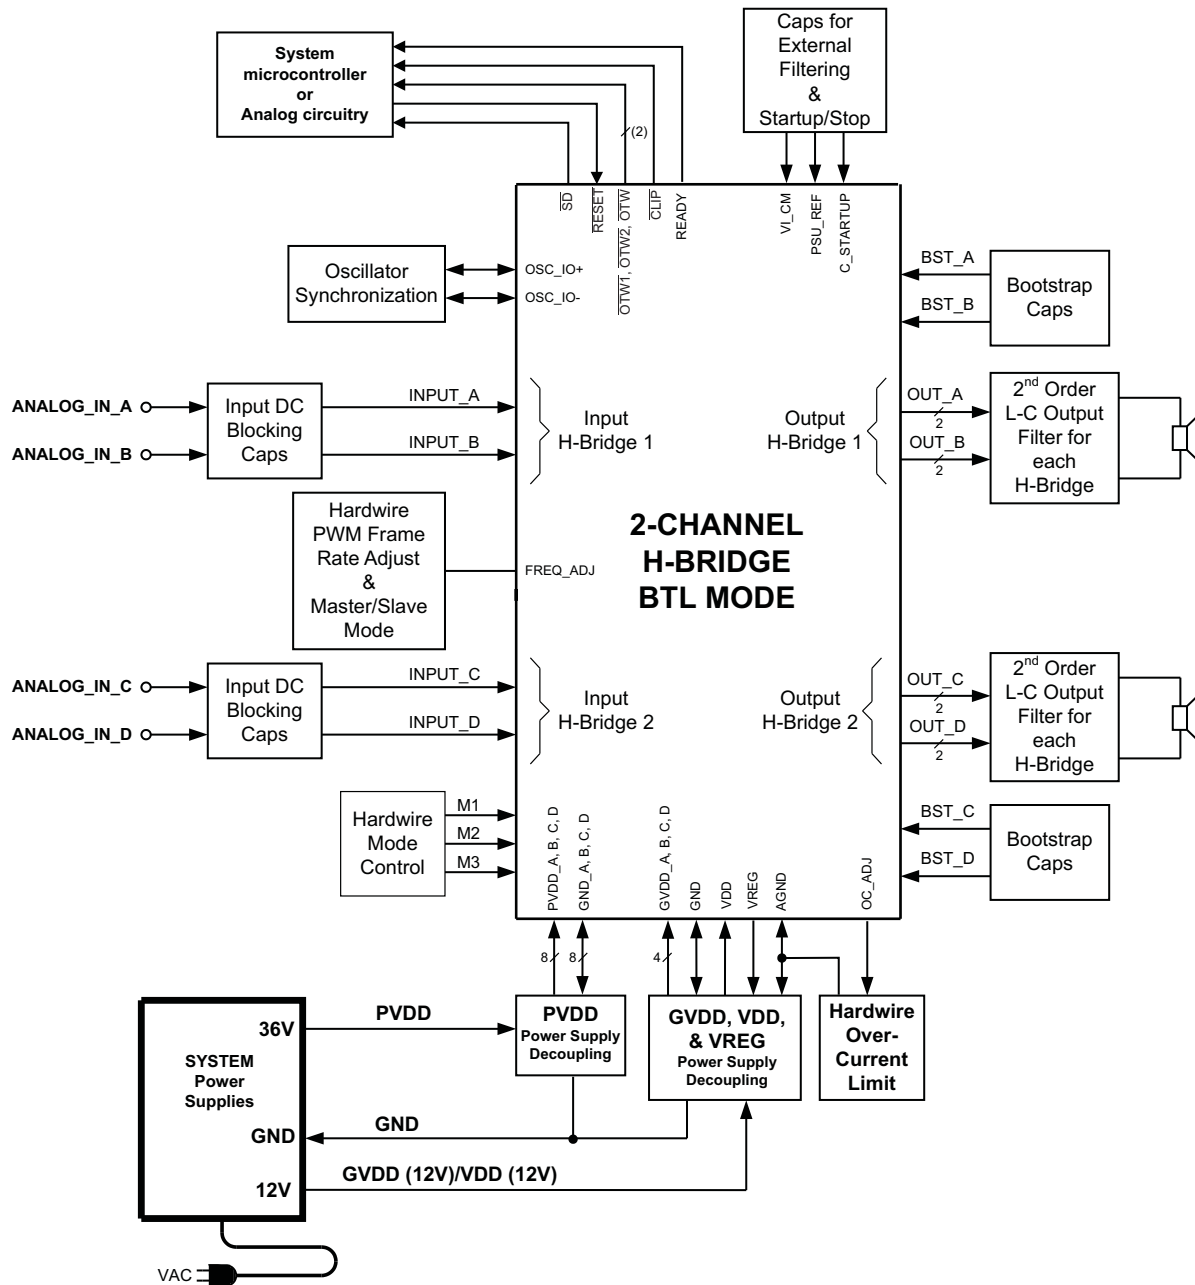 System
microcontroller
or
Analog circuitry
Caps for
External
Filtering
&
Startup/Stop
(2)
SD
RESET
OTW1, OTW2, OTW
CLIP
READY
VI_CM
PSU_REF
C_STARTUP
Oscillator
Synchronization
OSC_IO+
OSC_IO-
BST_A
BST_B
Bootstrap
Caps
ANALOG_IN_A
ANALOG_IN_B
Input DC
Blocking
Caps
INPUT_A
INPUT_B
Input
H-Bridge 1
Output
H-Bridge 1
OUT_A
2
OUT_B
2
2nd Order
L-C Output
Filter for
each
H-Bridge
Hardwire
PWM Frame
Rate Adjust
&
Master/Slave
Mode
FREQ_ADJ
2-CHANNEL
H-BRIDGE
BTL MODE
ANALOG_IN_C
ANALOG_IN_D
Input DC
Blocking
Caps
INPUT_C
INPUT_D
Input
H-Bridge 2
Output
H-Bridge 2
OUT_C
2
OUT_D
2
2nd Order
L-C Output
Filter for
each
H-Bridge
Hardwire
Mode
Control
M1
M2
M3
BST_C
BST_D
Bootstrap
Caps
PVDD_A, B, C, D
GND_A, B, C, D
GVDD_A, B, C, D
GND
VDD
VREG
AGND
OC_ADJ
8
8
4
PVDD
Power Supply
Decoupling
GVDD, VDD,
& VREG
Power Supply
Decoupling
Hardwire
Over-
Current
Limit
36V
SYSTEM
Power
Supplies
GND
12V
PVDD
GND
GVDD (12V)/VDD (12V)
VAC